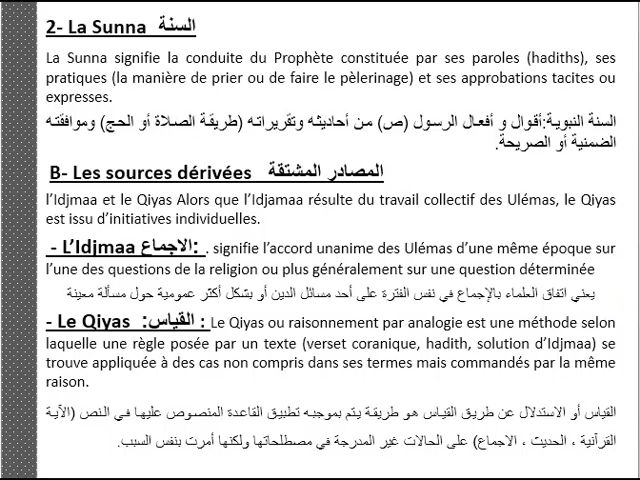 2- La Sunna السنة
La Sunna signifie la conduite du Prophète constituée par ses paroles (hadiths), ses
pratiques (la manière de prier ou de faire le pèlerinage) et ses approbations tacites ou
expresses.
السنة النبوية:أقوال و أفعال الرسول (ص) من أحاديثه وتقريراته (طريقة الصلاة أو الحج) وموافقته
الضمنية أو الصريحة.
B- Les sources dérivées المصادر المشتقة
l’Idjmaa et le Qiyas Alors que l’Idjamaa résulte du travail collectif des Ulémas, le Qiyas
est issu d’initiatives individuelles.
- L’Idjmaa الاجماع: . signifie l’accord unanime des Ulémas d’une même époque sur
l’une des questions de la religion ou plus généralement sur une question déterminée
يعني اتفاق العلماء بالإجماع في نفس الفترة على أحد مسائل الدين أو بشكل أكثر عمومية حول مسألة معينة
- Le Qiyas القياس: : Le Qiyas ou raisonnement par analogie est une méthode selon
laquelle une règle posée par un texte (verset coranique, hadith, solution d’Idjmaa) se
trouve appliquée à des cas non compris dans ses termes mais commandés par la même
raison.
القياس أو الاستدلال عن طريق القياس هو طريقة يتم بموجبه تطبيق القاعدة المنصوص عليها في النص (الآية
القرآنية ، الحديت ، الاجماع) على الحالات غير المدرجة في مصطلحاتها ولكنها أمرت بنفس السبب.